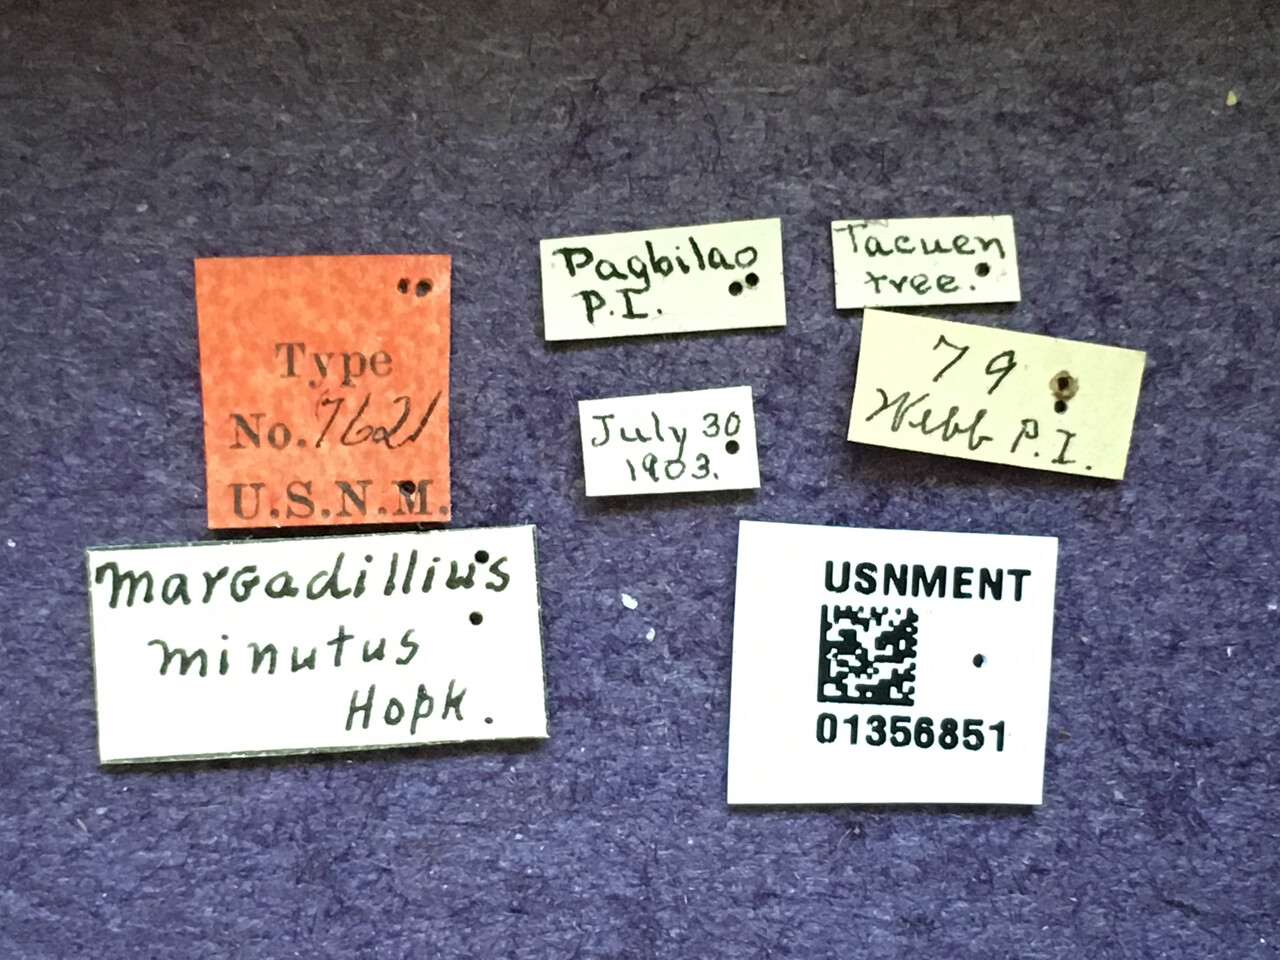 Type
No. 7621
U.S.N.M.
Pagbilao
P.I.
Tacuen
tree.
July 30
1903.
79
Webb P.I.
Margadillius
minutus
Hopk.
USNMENT
01356851